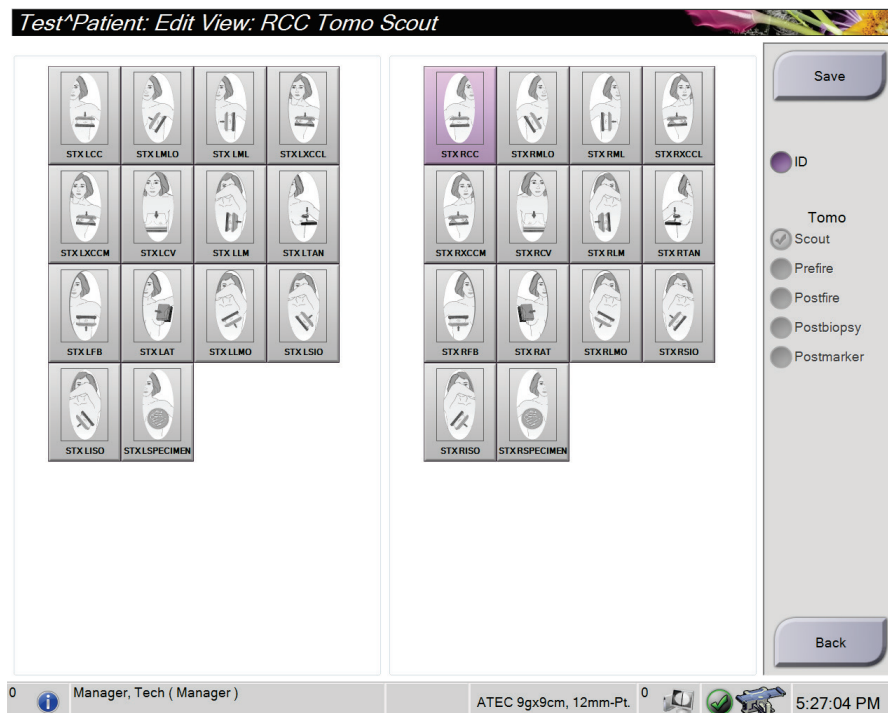 Test^Patient: Edit View: RCC Tomo Scout
STX LCC STX LMLO STX LML STX LXCCL
STX LXCCM STX LCV STX LLM STX LTAN
STX LFB STX LAT STX LLMO STX LSIO
STX LISO STX LSPECIMEN
STX RCC STX RMLO STX RML STX RXCCL
STX RXCCM STX RCV STX RLM STX RTAN
STX RFB STX RAT STX RLMO STX RSIO
STX RISO STX RSPECIMEN
Save
ID
Tomo
Scout
Prefire
Postfire
Postbiopsy
Postmarker
Back
0 Manager, Tech ( Manager ) ATEC 9gx9cm, 12mm-Pt. 0 5:27:04 PM